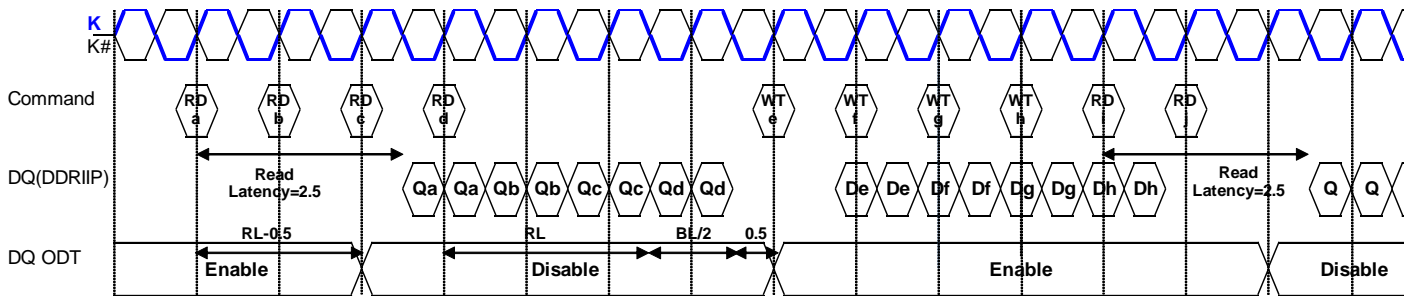 K
K#
Command
RD a RD b RD c RD d WT e WT f WT g WT h RD i RD j
Read Latency=2.5
Read Latency=2.5
DQ(DDRIIP)
Qa Qa Qb Qb Qc Qc Qd Qd De De Df Df Dg Dg Dh Dh Q Q
RL-0.5 RL BL/2 0.5
DQ ODT
Enable Disable Enable Disable